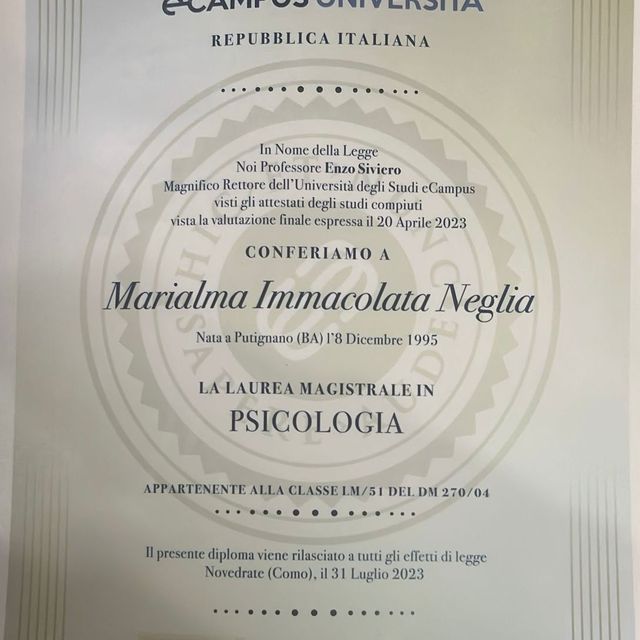 eCAMPUS UNIVERSITÀ
REPUBBLICA ITALIANA
In Nome della Legge
Noi Professore Enzo Siviero
Magnifico Rettore dell'Università degli Studi eCampus
visti gli attestati degli studi compiuti
vista la valutazione finale espressa il 20 Aprile 2023
CONFERIAMO A
Marialma Immacolata Neglia
Nata a Putignano (BA) l'8 Dicembre 1995
LA LAUREA MAGISTRALE IN
PSICOLOGIA
APPARTENENTE ALLA CLASSE LM/51 DEL DM 270/04
Il presente diploma viene rilasciato a tutti gli effetti di legge
Novedrate (Como), il 31 Luglio 2023